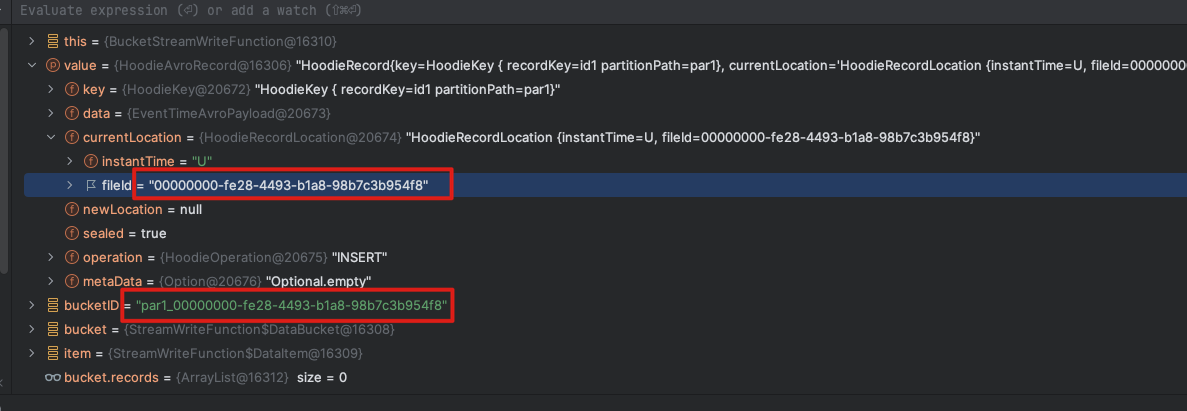 Evaluate expression (⏎) or add a watch (⇧⌘⏎)
this = {BucketStreamWriteFunction@16310}
value = {HoodieAvroRecord@16306} "HoodieRecord{key=HoodieKey { recordKey=id1 partitionPath=par1}, currentLocation='HoodieRecordLocation {instantTime=U, fileId=0000000
key = {HoodieKey@20672} "HoodieKey { recordKey=id1 partitionPath=par1}"
data = {EventTimeAvroPayload@20673}
currentLocation = {HoodieRecordLocation@20674} "HoodieRecordLocation {instantTime=U, fileId=00000000-fe28-4493-b1a8-98b7c3b954f8}"
instantTime = "U"
fileId = "00000000-fe28-4493-b1a8-98b7c3b954f8"
newLocation = null
sealed = true
operation = {HoodieOperation@20675} "INSERT"
metaData = {Option@20676} "Optional.empty"
bucketID = "par1_00000000-fe28-4493-b1a8-98b7c3b954f8"
bucket = {StreamWriteFunction$DataBucket@16308}
item = {StreamWriteFunction$DataItem@16309}
bucket.records = {ArrayList@16312} size = 0